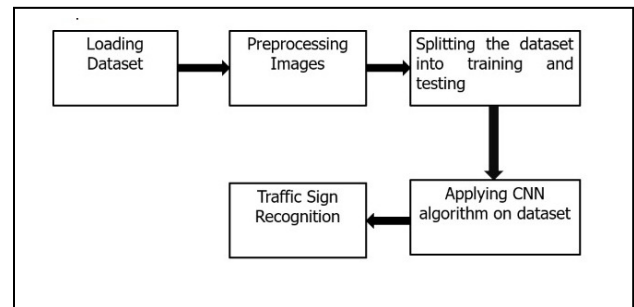 Loading
Dataset
Preprocessing
Images
Splitting the dataset
into training and
testing
Traffic Sign
Recognition
Applying CNN
algorithm on dataset